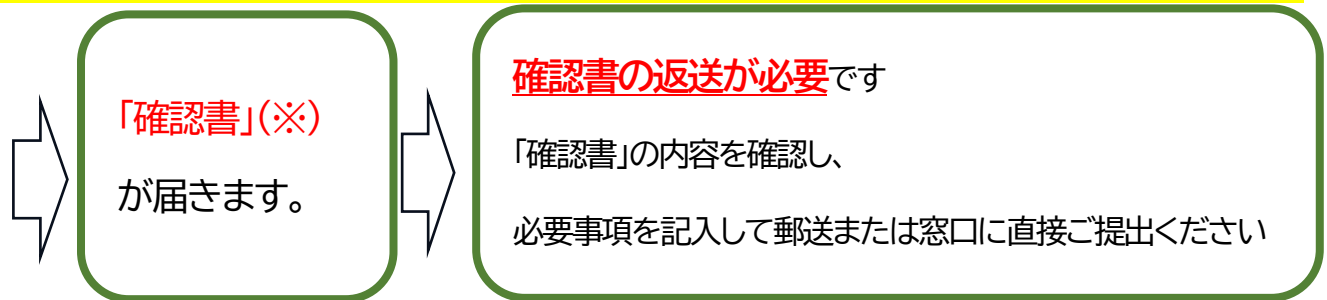 「確認書」(※)
が届きます。
確認書の返送が必要です
「確認書」の内容を確認し、
必要事項を記入して郵送または窓口に直接ご提出ください